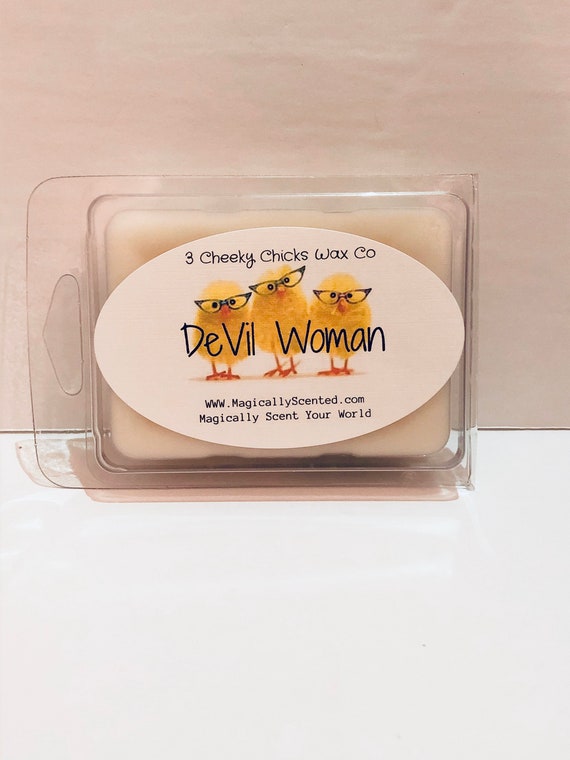 3 Cheeky Chicks Wax Co
DeVil Woman
WWW.MagicallyScented.com
Magically Scent Your World